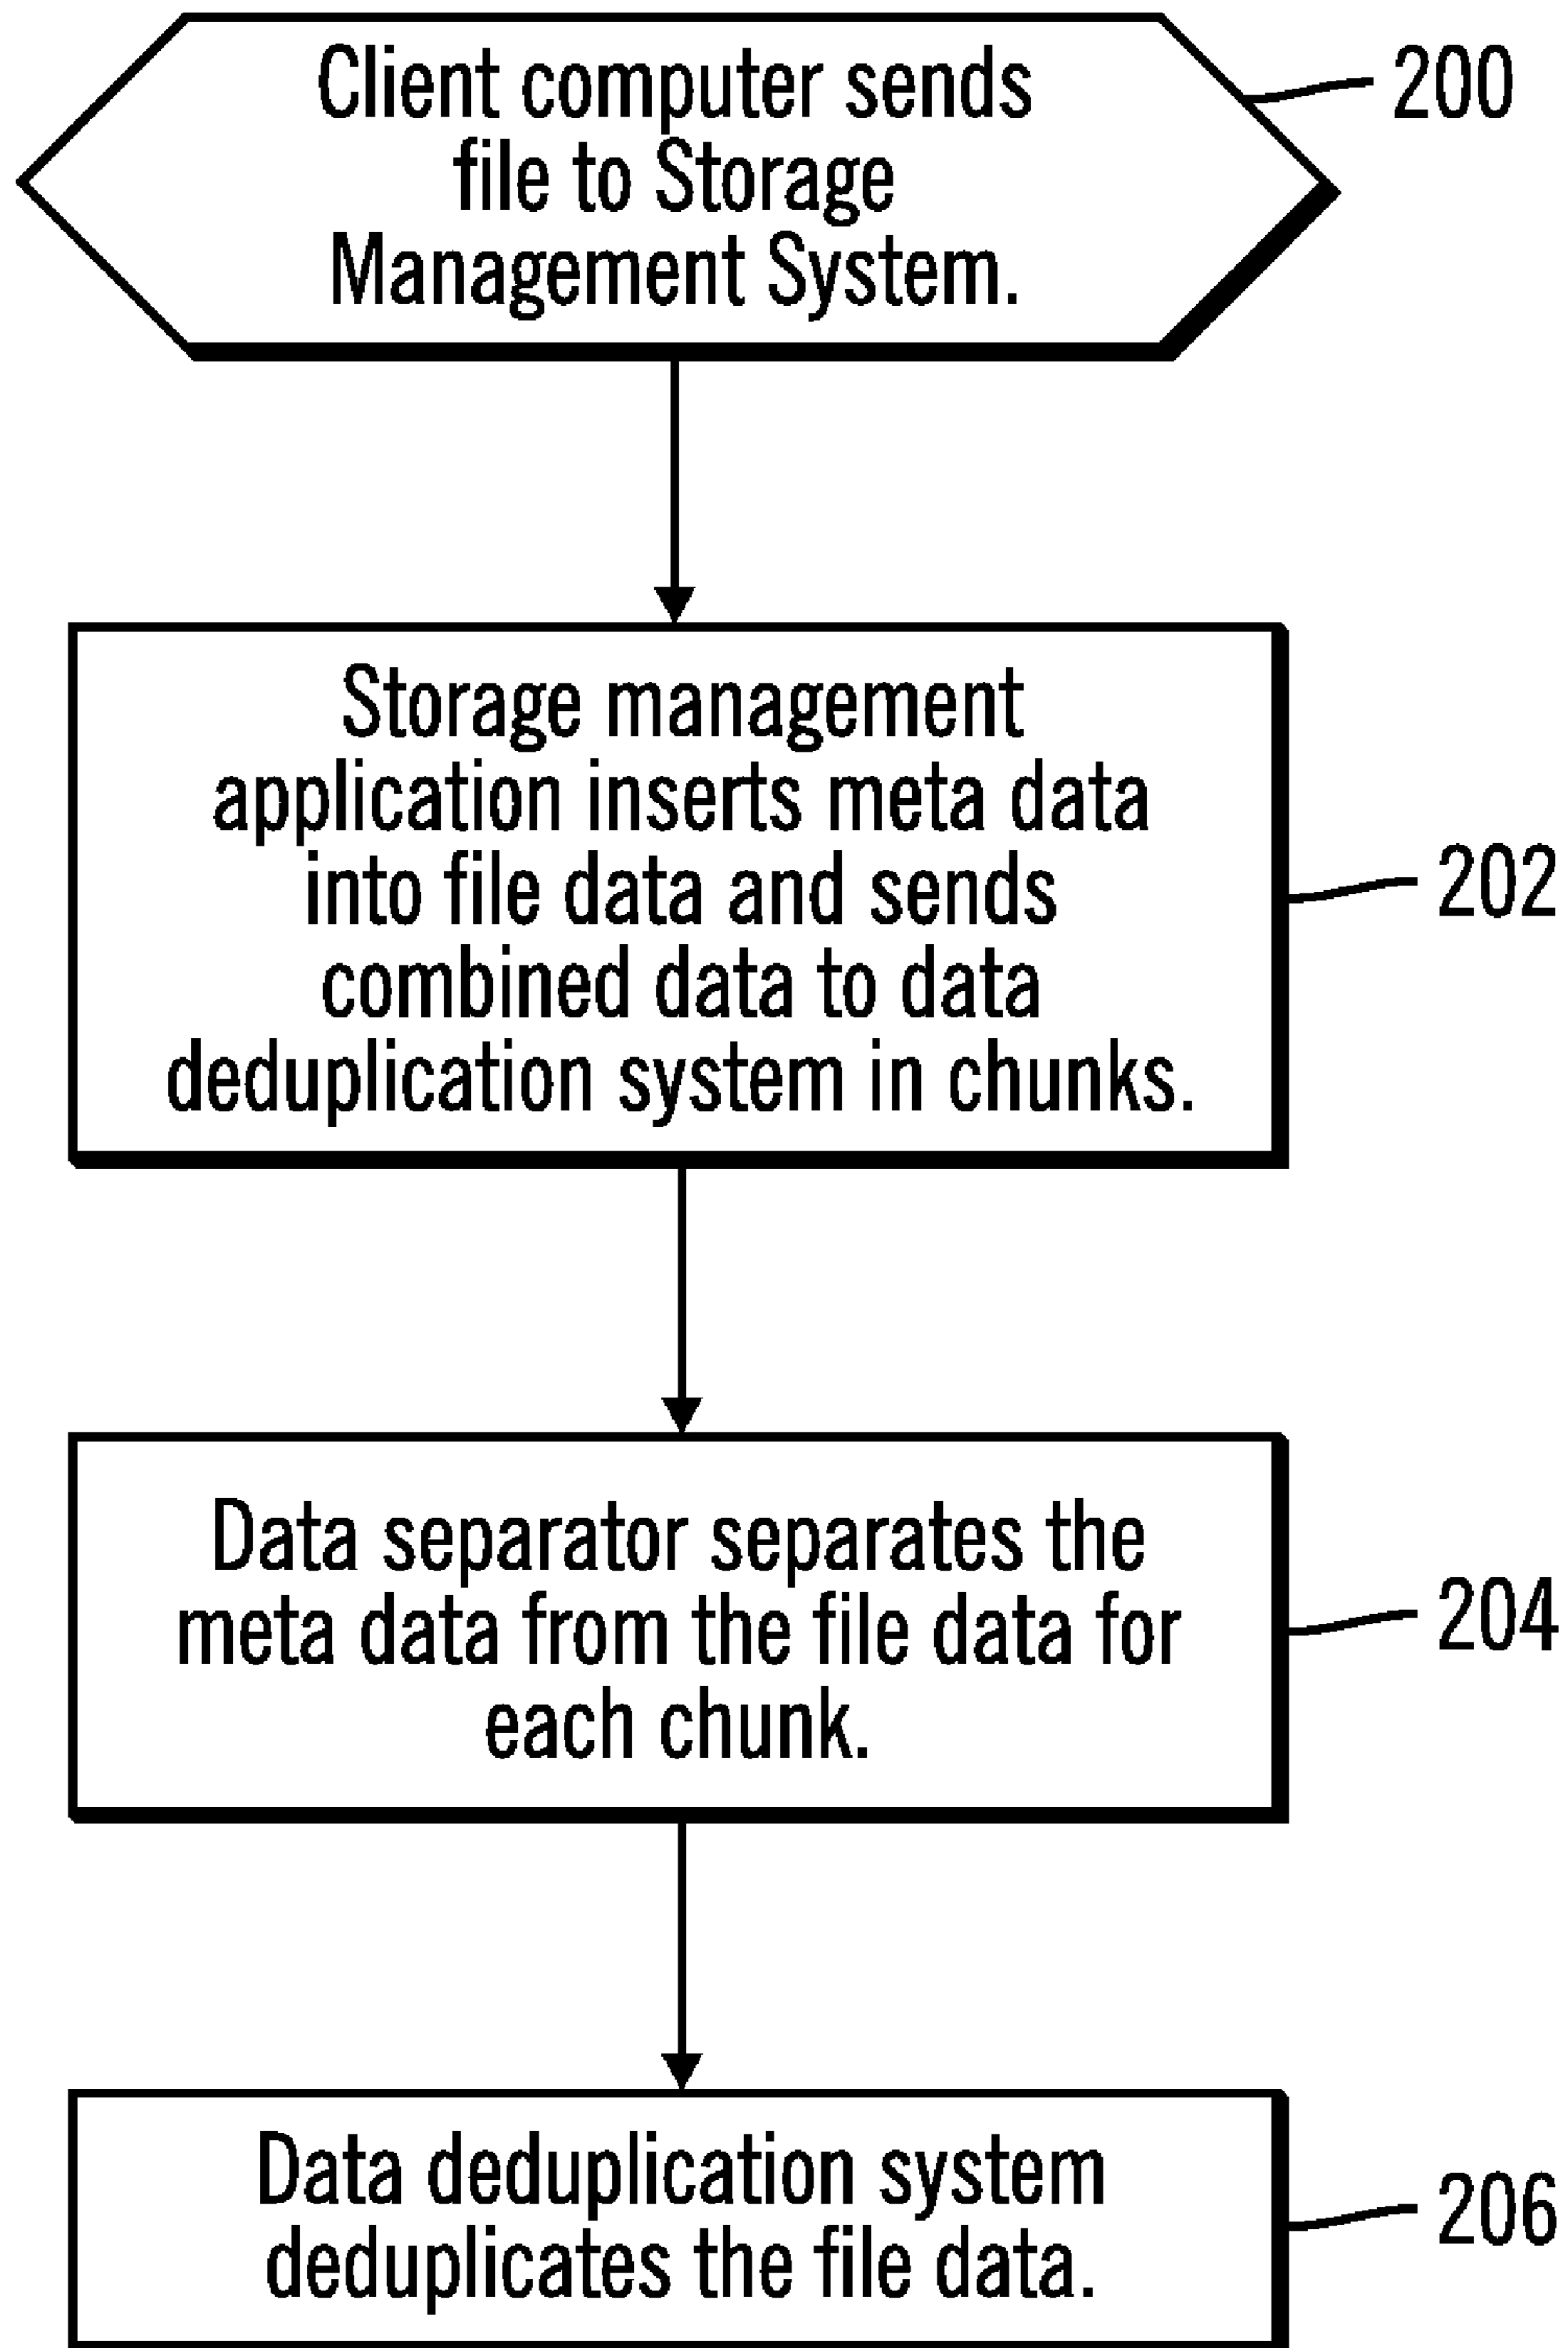 Client computer sends
file to Storage
Management System.
200
Storage management
application inserts meta data
into file data and sends
combined data to data
deduplication system in chunks.
202
Data separator separates the
meta data from the file data for
each chunk.
204
Data deduplication system
deduplicates the file data.
206